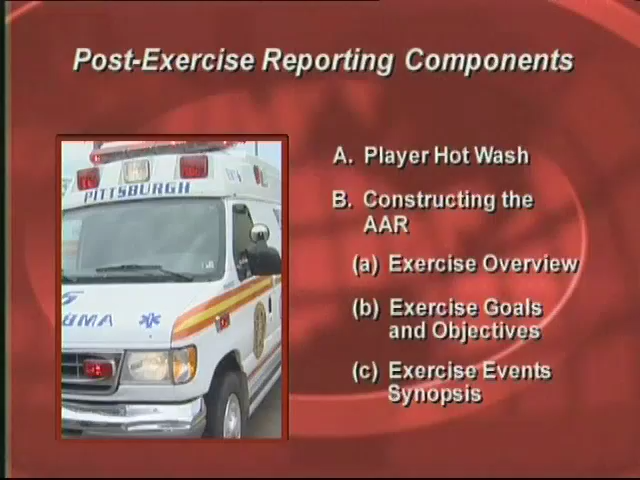 Post-Exercise Reporting Components
A. Player Hot Wash
B. Constructing the
AAR
(a) Exercise Overview
(b) Exercise Goals
and Objectives
(c) Exercise Events
Synopsis
PITTSBURGH